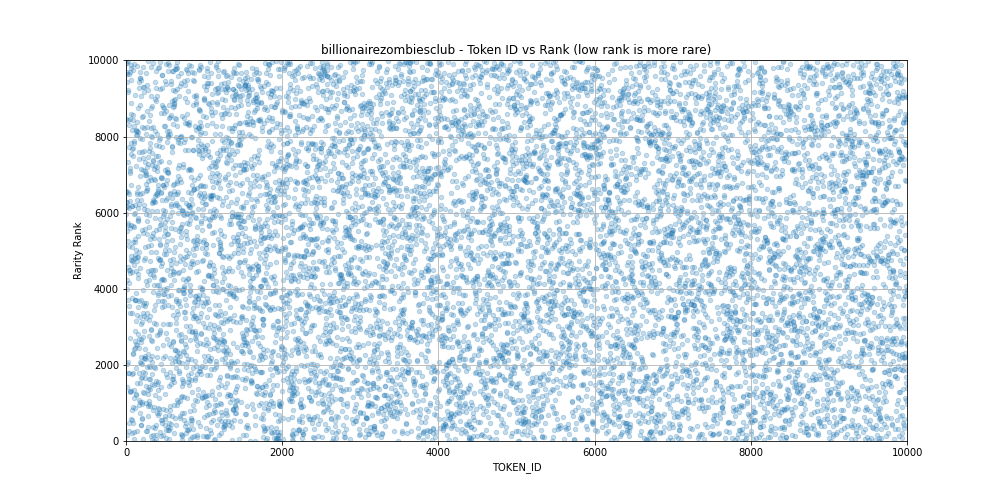 billionairezombiesclub - Token ID vs Rank (low rank is more rare)
10000
8000
6000
4000
2000
0
Rarity Rank
0 2000 4000 6000 8000 10000
TOKEN_ID